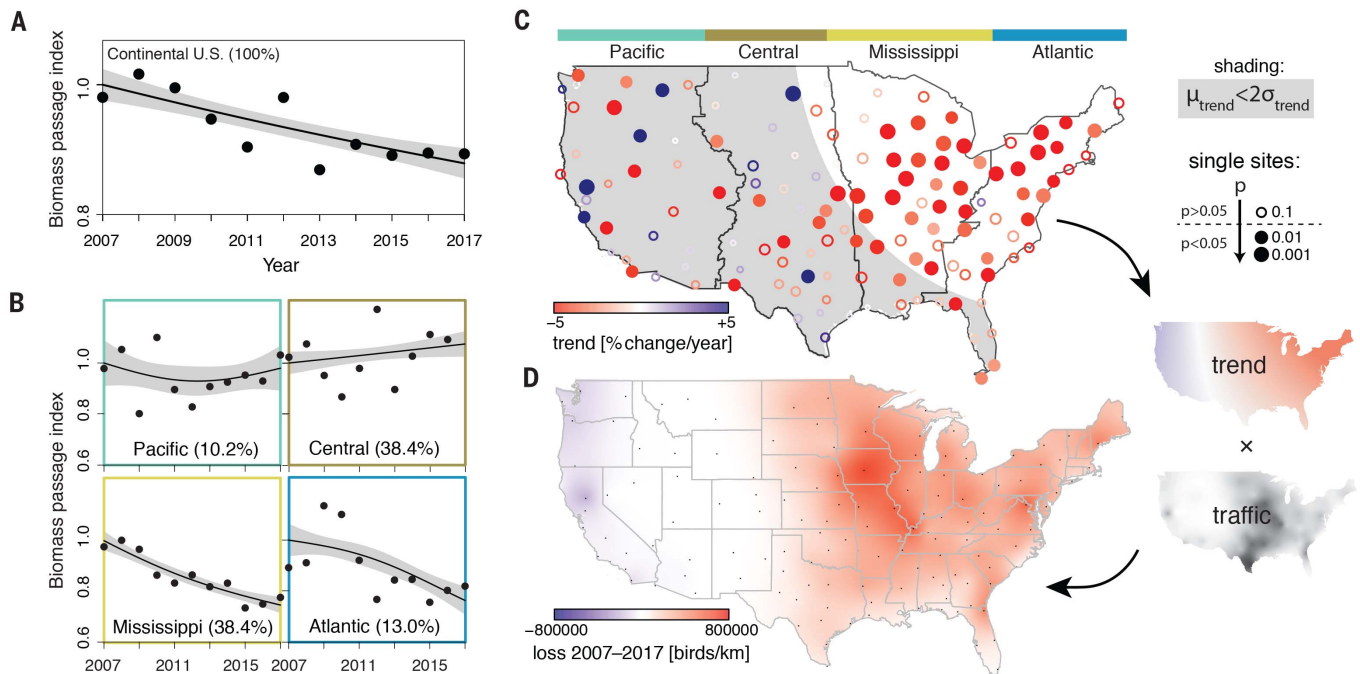 A
Continental U.S. (100%)
Biomass passage index
1.0
0.8
2007 2009 2011 2013 2015 2017
Year
B
Biomass passage index
1.0
0.8
0.6
Pacific (10.2%)
Central (38.4%)
1.0
0.8
0.6
Mississippi (38.4%)
Atlantic (13.0%)
2007 2011 2015 2007 2011 2015
C
Pacific Central Mississippi Atlantic
−5 +5
trend [% change/year]
shading:
μtrend<2σtrend
single sites:
p
p>0.05 0.1
p<0.05 0.01
0.001
D
−800000 800000
loss 2007–2017 [birds/km]
trend
×
traffic